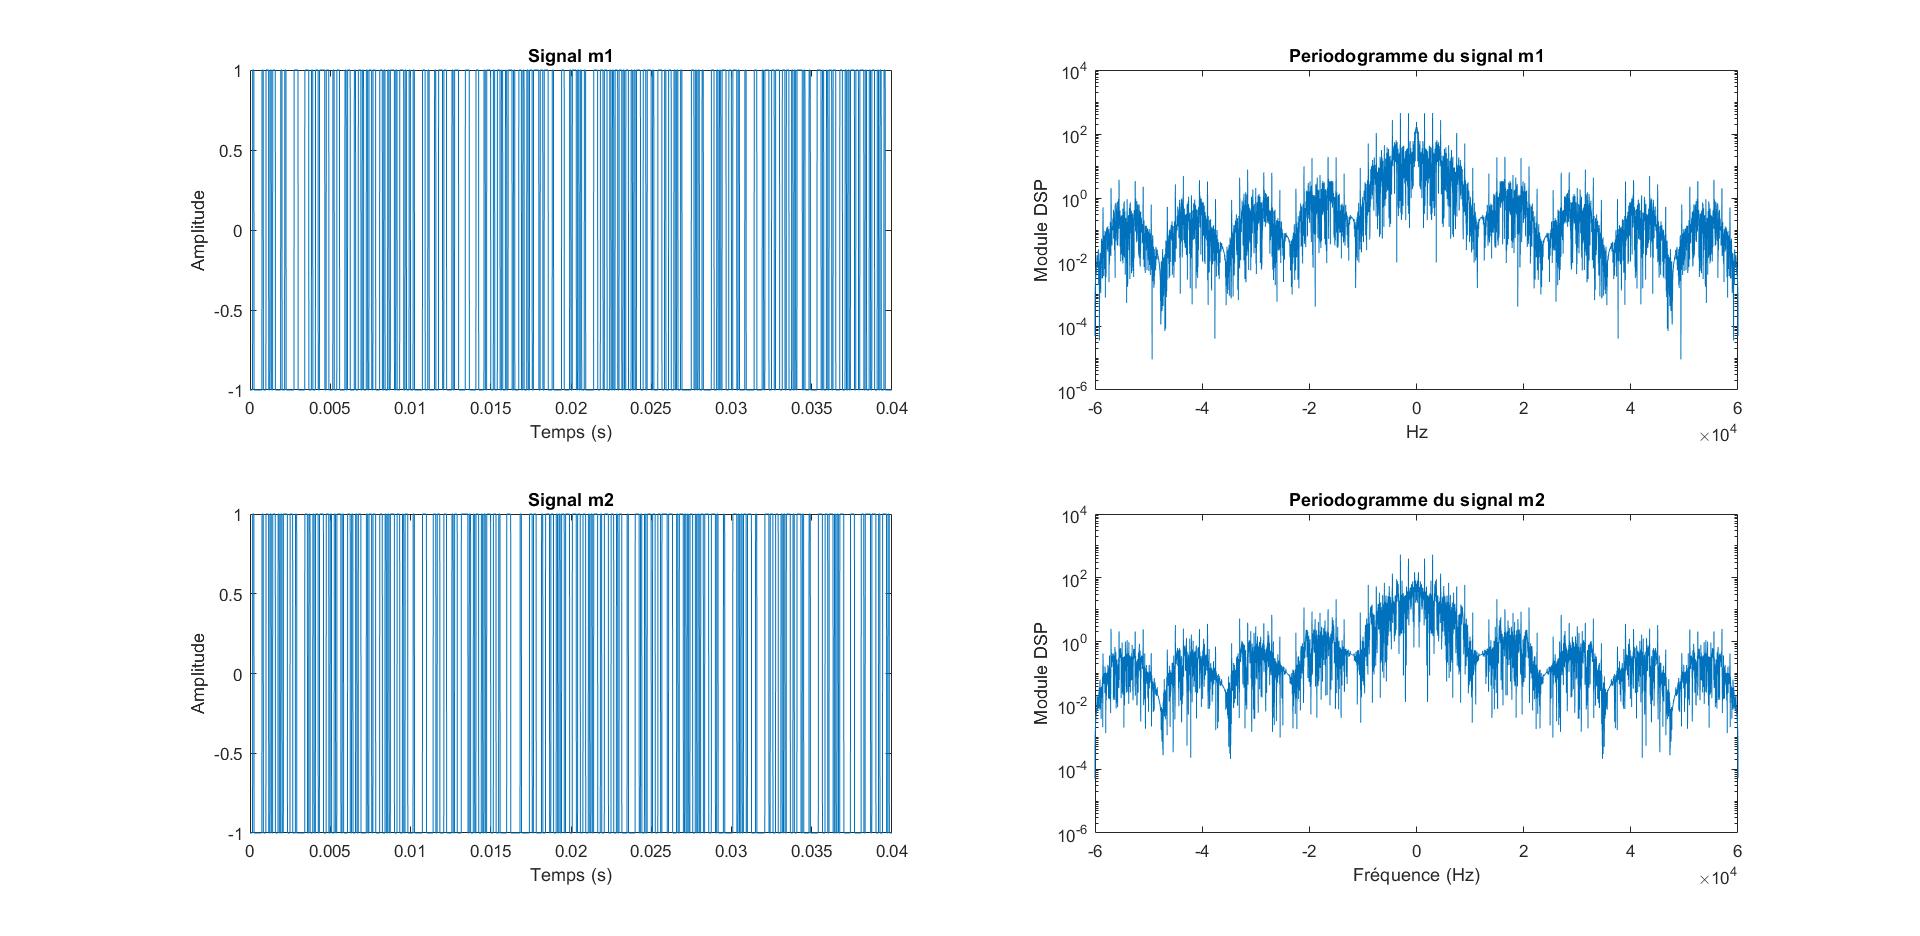 Signal m1
1
0.5
0
-0.5
-1
Amplitude
0 0.005 0.01 0.015 0.02 0.025 0.03 0.035 0.04
Temps (s)
Periodogramme du signal m1
10^4
10^2
10^0
10^-2
10^-4
10^-6
Module DSP
-6 -4 -2 0 2 4 6
Hz
×10^4
Signal m2
1
0.5
0
-0.5
-1
Amplitude
0 0.005 0.01 0.015 0.02 0.025 0.03 0.035 0.04
Temps (s)
Periodogramme du signal m2
10^4
10^2
10^0
10^-2
10^-4
10^-6
Module DSP
-6 -4 -2 0 2 4 6
Fréquence (Hz)
×10^4